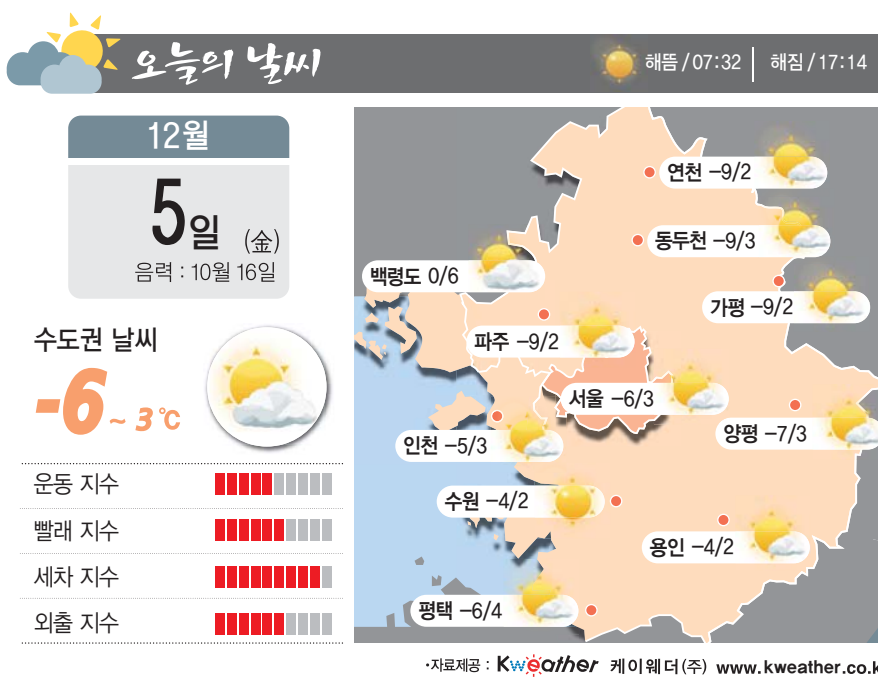 오늘의 날씨
해뜸 / 07:32 해짐 / 17:14
12월
5일 (金)
음력 : 10월 16일
수도권 날씨
-6 ~ 3℃
운동 지수
빨래 지수
세차 지수
외출 지수
연천 -9/2
동두천 -9/3
백령도 0/6
가평 -9/2
파주 -9/2
서울 -6/3
양평 -7/3
인천 -5/3
수원 -4/2
용인 -4/2
평택 -6/4
·자료제공 : Kweather 케이웨더(주) www.kweather.co.k